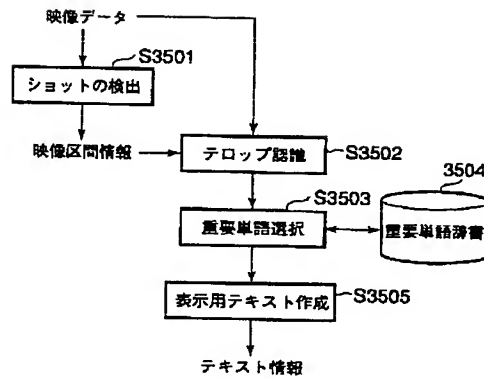 映像データ
S3501
ショットの検出
映像区間情報
テロップ認識
S3502
S3503
3504
重要単語選択
重要単語辞書
表示用テキスト作成
S3505
テキスト情報